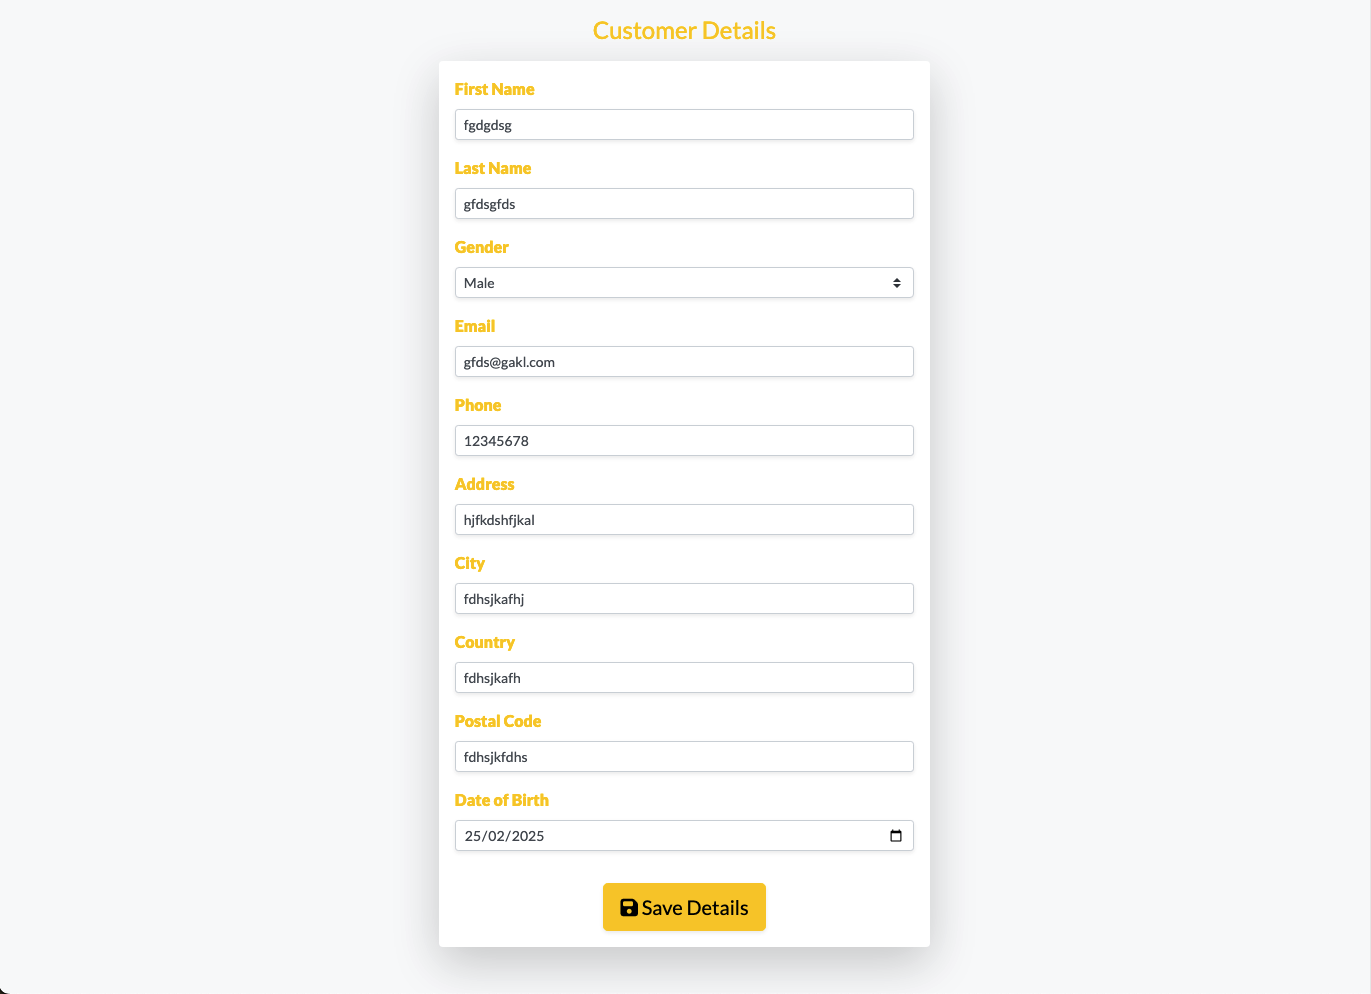 Customer Details
First Name
fgdgdsg
Last Name
gfdsgfds
Gender
Male
Email
gfds@gakl.com
Phone
12345678
Address
hjfkdshfjkal
City
fdhsjkafhj
Country
fdhsjkafh
Postal Code
fdhsjkfdhs
Date of Birth
25/02/2025
Save Details